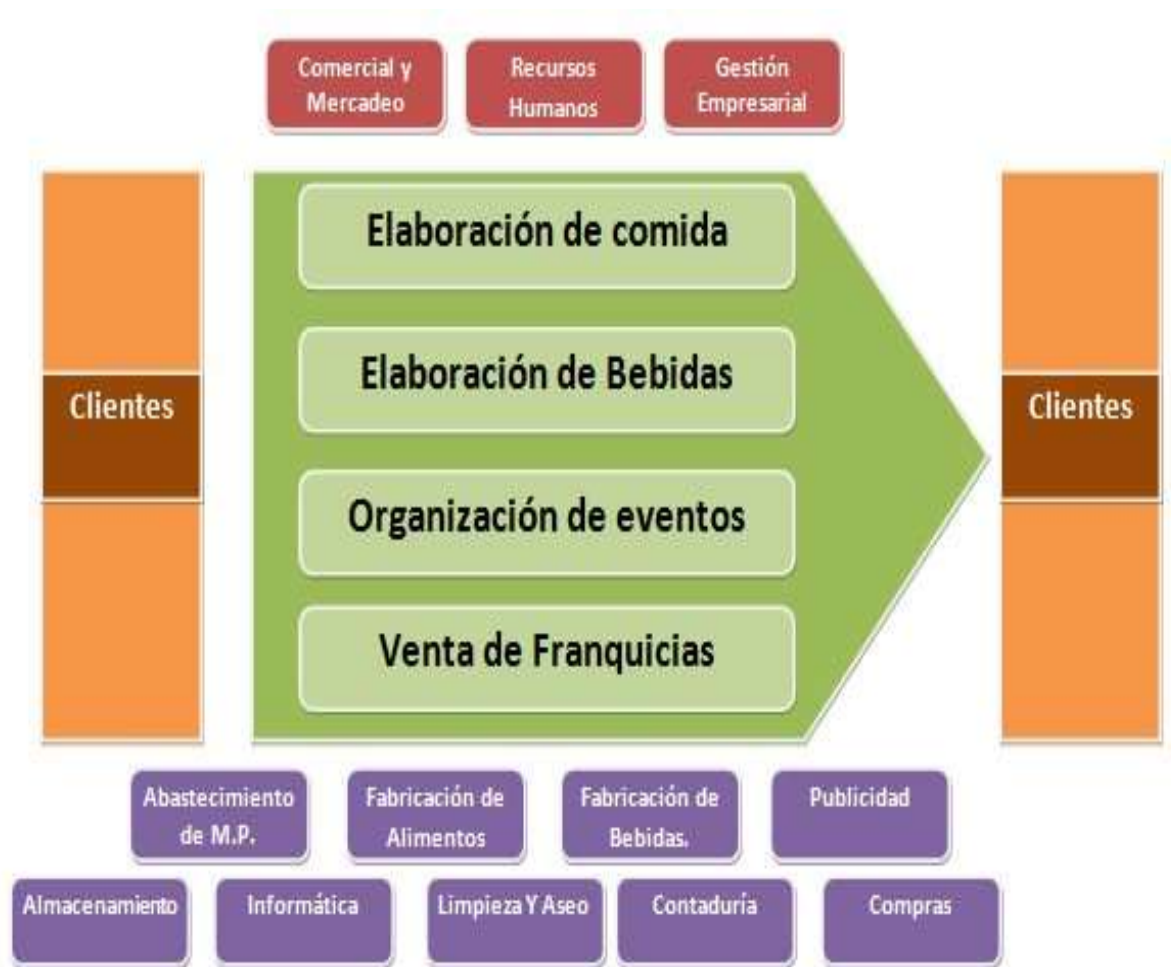 Comercial y
Mercadeo
Recursos
Humanos
Gestión
Empresarial
Clientes
Elaboración de comida
Elaboración de Bebidas
Organización de eventos
Venta de Franquicias
Clientes
Abastecimiento
de M.P.
Fabricación de
Alimentos
Fabricación de
Bebidas.
Publicidad
Almacenamiento
Informática
Limpieza Y Aseo
Contaduría
Compras